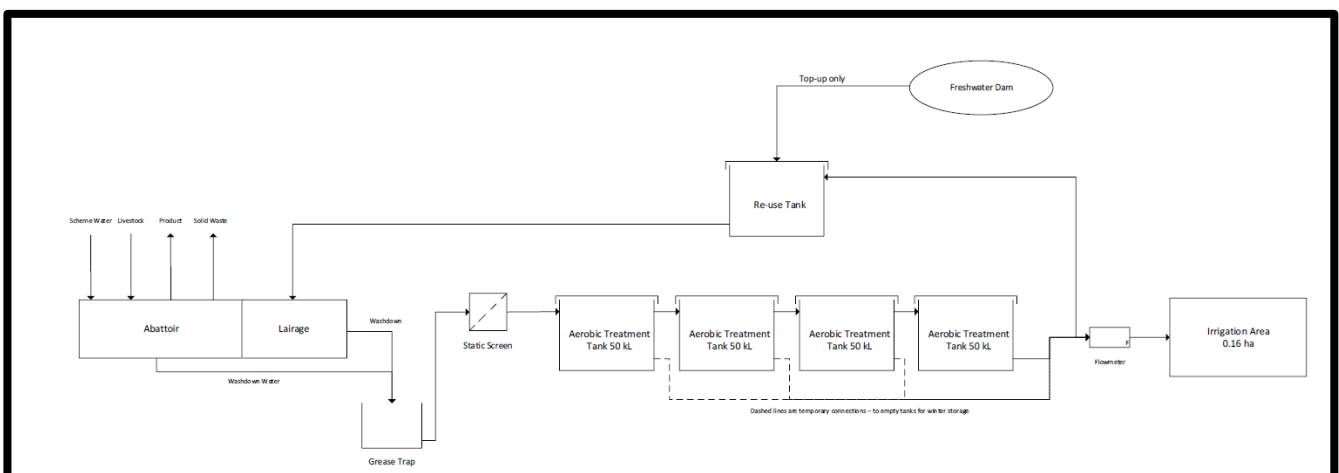 Top-up only
Freshwater Dam
Re-use Tank
Scheme Water
Livestock
Product
Solid Waste
Abattoir
Lairage
Washdown
Static Screen
Aerobic Treatment
Tank 50 kL
Aerobic Treatment
Tank 50 kL
Aerobic Treatment
Tank 50 kL
Aerobic Treatment
Tank 50 kL
F
Flowmeter
Irrigation Area
0.16 ha
Washdown Water
Dashed lines are temporary connections – to empty tanks for winter storage
Grease Trap